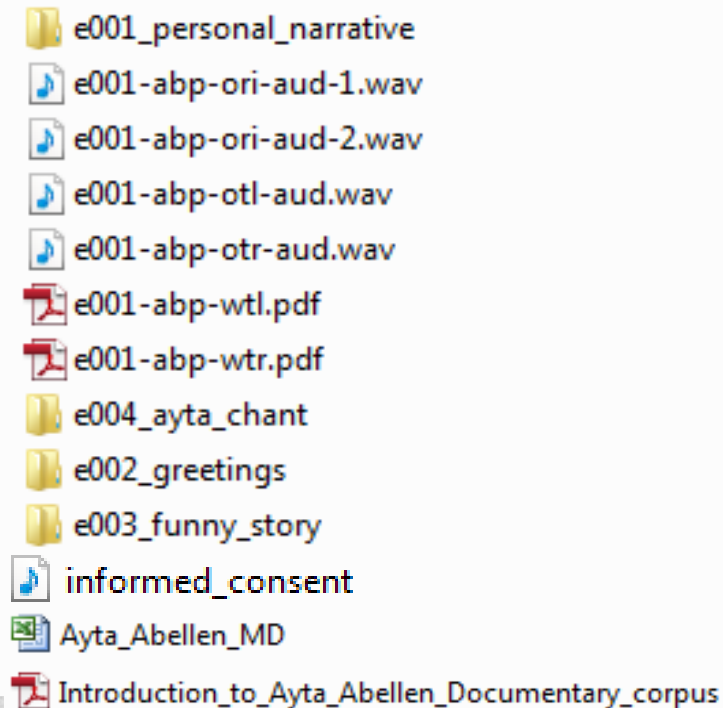 e001_personal_narrative
e001-abp-ori-aud-1.wav
e001-abp-ori-aud-2.wav
e001-abp-otl-aud.wav
e001-abp-otr-aud.wav
e001-abp-wtl.pdf
e001-abp-wtr.pdf
e004_ayta_chant
e002_greetings
e003_funny_story
informed_consent
Ayta_Abellen_MD
Introduction_to_Ayta_Abellen_Documentary_corpus